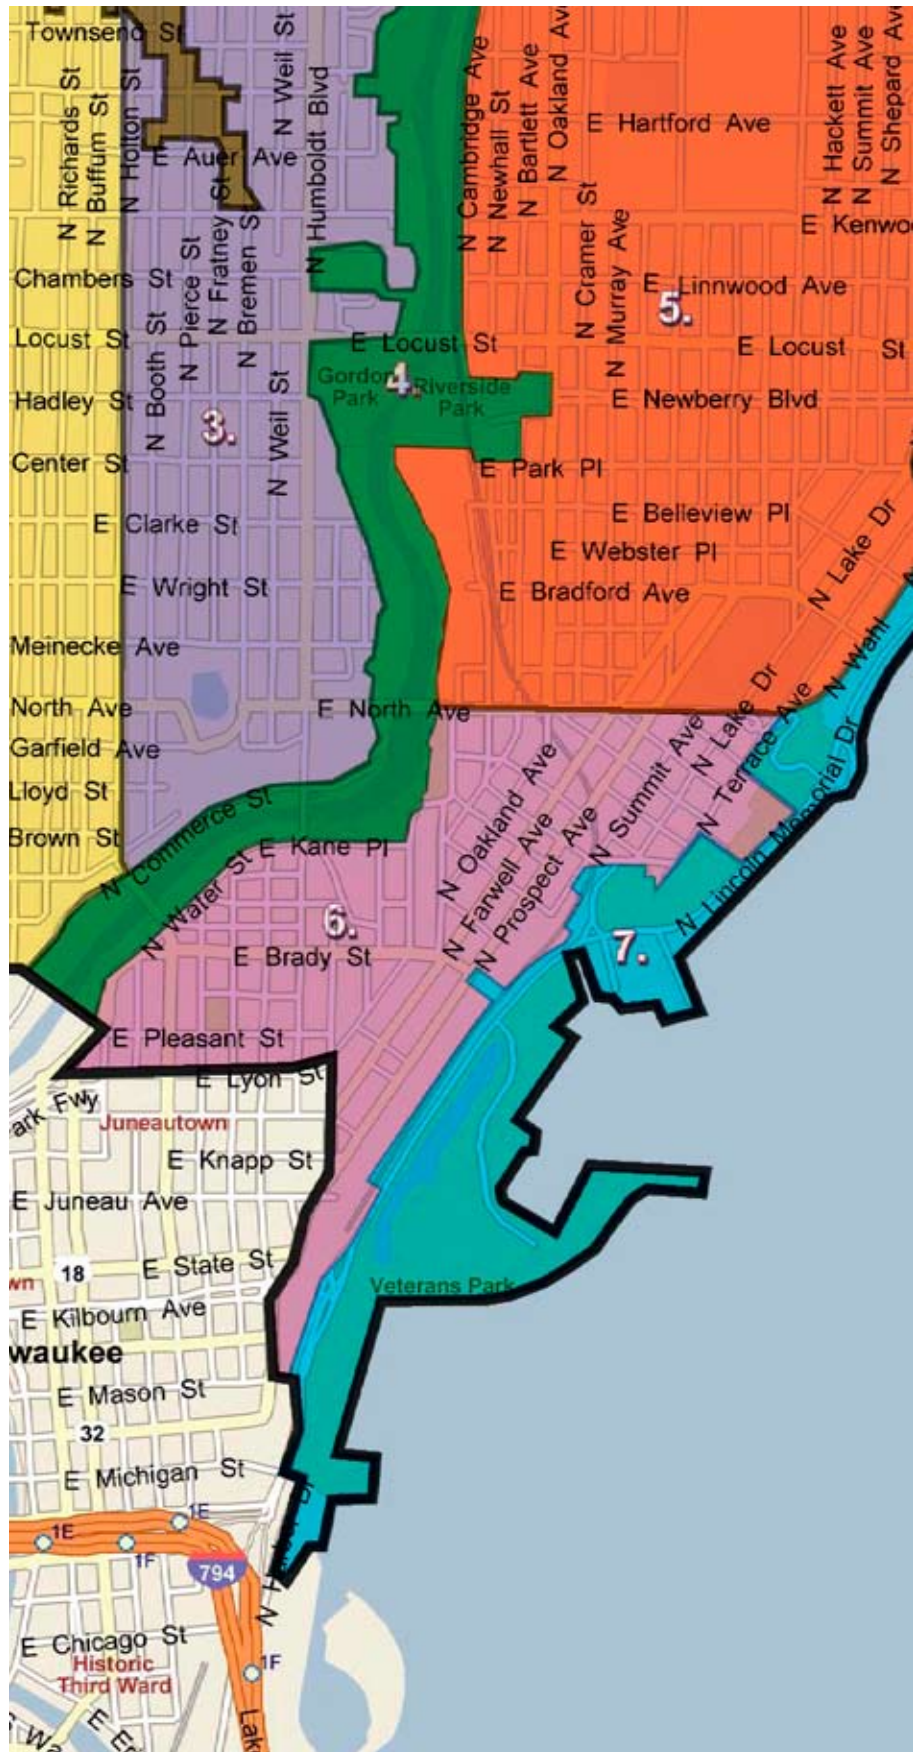 Townsend St
N Richards St
N Buffum St
N Holton St
N Weil St
N Humboldt Blvd
N Cambridge Ave
N Newhall St
N Bartlett Ave
N Oakland Av
E Hartford Ave
N Hackett Ave
N Summit Ave
N Shepard Av
E Auer Ave
N Pierce St
N Fratney St
N Bremen S
N Cramer St
N Murray Ave
E Kenwo
Chambers St
E Linnwood Ave
5.
Locust St
N Booth St
E Locust St
E Locust St
Gordon
Park
4.
Riverside
Park
Hadley St
3.
N Weil St
E Newberry Blvd
Center St
E Park Pl
E Clarke St
E Belleview Pl
N Lake Dr
E Webster Pl
E Wright St
E Bradford Ave
Meinecke Ave
N Wahl
North Ave
E North Ave
N Lake Dr
N Terrace Ave
Garfield Ave
N Oakland Ave
N Summit Ave
Lloyd St
N Commerce St
N Farwell Ave
N Prospect Ave
N Lincoln Memorial Dr
Brown St
E Kane Pl
N Water St
6.
7.
E Brady St
E Pleasant St
E Lyon St
ark Fwy
Juneautown
E Knapp St
E Juneau Ave
18
E State St
wn
Veterans Park
E Kilbourn Ave
waukee
E Mason St
32
E Michigan St
1E
1E
1F
794
E Chicago St
Historic
Third Ward
1F
Lak